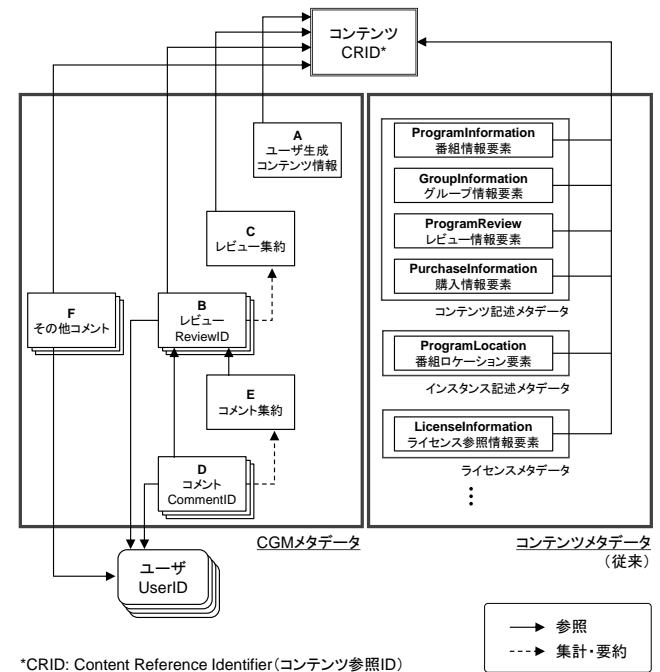 コンテンツ
CRID*
A
ユーザ生成
コンテンツ情報
C
レビュー集約
F
その他コメント
B
レビュー
ReviewID
E
コメント集約
D
コメント
CommentID
CGMメタデータ
ユーザ
UserID
ProgramInformation
番組情報要素
GroupInformation
グループ情報要素
ProgramReview
レビュー情報要素
PurchaseInformation
購入情報要素
コンテンツ記述メタデータ
ProgramLocation
番組ロケーション要素
インスタンス記述メタデータ
LicenseInformation
ライセンス参照情報要素
ライセンスメタデータ
⋮
コンテンツメタデータ
（従来）
参照
集計・要約
*CRID: Content Reference Identifier（コンテンツ参照ID）